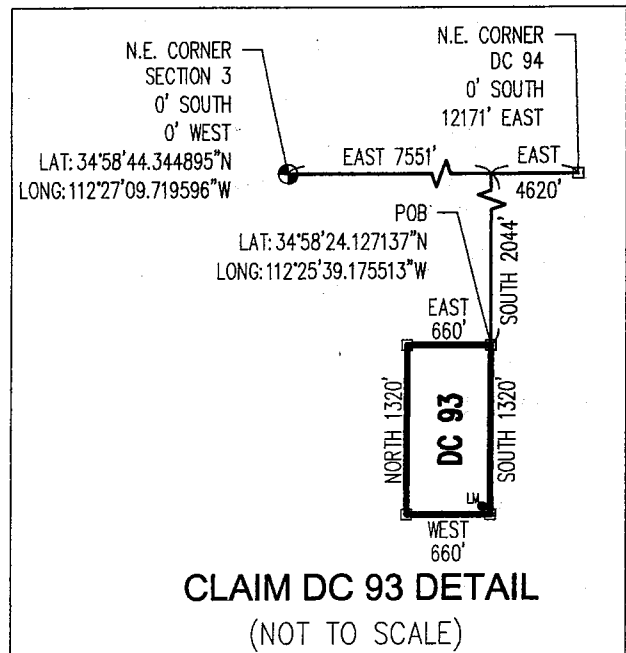 N.E. CORNER
SECTION 3
0' SOUTH
0' WEST
LAT: 34°58'44.344895"N
LONG: 112°27'09.719596"W
N.E. CORNER
DC 94
0' SOUTH
12171' EAST
EAST 7551'
EAST
4620'
POB
LAT: 34°58'24.127137"N
LONG: 112°25'39.175513"W
SOUTH 2044'
EAST
660'
NORTH 1320'
DC 93
SOUTH 1320'
LM
WEST
660'
CLAIM DC 93 DETAIL
(NOT TO SCALE)